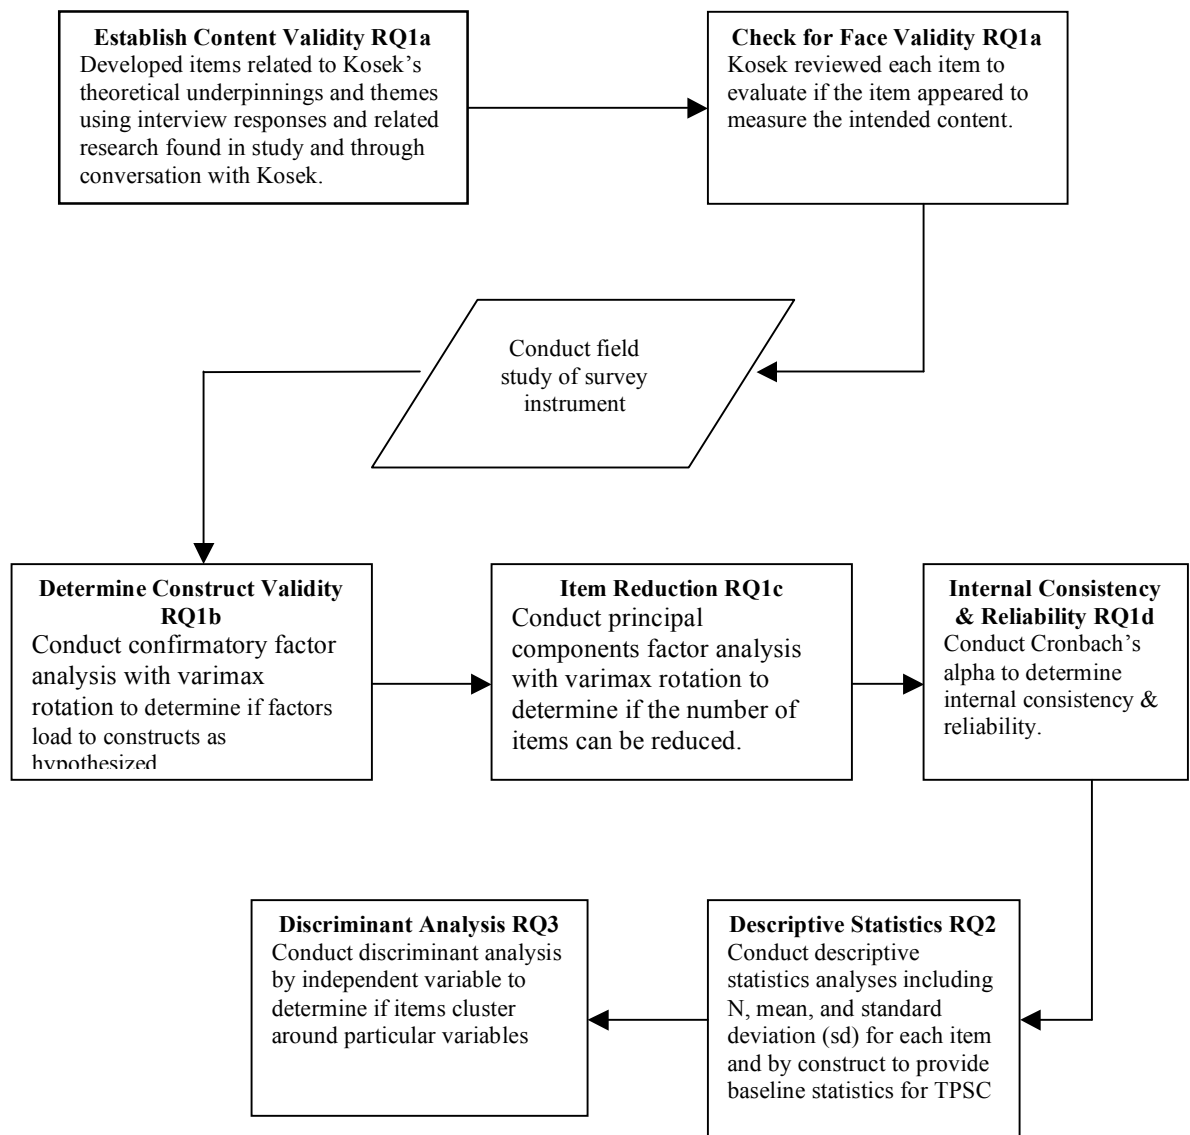 Establish Content Validity RQ1a
Developed items related to Kosek’s
theoretical underpinnings and themes
using interview responses and related
research found in study and through
conversation with Kosek.
Check for Face Validity RQ1a
Kosek reviewed each item to
evaluate if the item appeared to
measure the intended content.
Conduct field
study of survey
instrument
Determine Construct Validity
RQ1b
Conduct confirmatory factor
analysis with varimax
rotation to determine if factors
load to constructs as
hypothesized
Item Reduction RQ1c
Conduct principal
components factor analysis
with varimax rotation to
determine if the number of
items can be reduced.
Internal Consistency
& Reliability RQ1d
Conduct Cronbach’s
alpha to determine
internal consistency &
reliability.
Discriminant Analysis RQ3
Conduct discriminant analysis
by independent variable to
determine if items cluster
around particular variables
Descriptive Statistics RQ2
Conduct descriptive
statistics analyses including
N, mean, and standard
deviation (sd) for each item
and by construct to provide
baseline statistics for TPSC